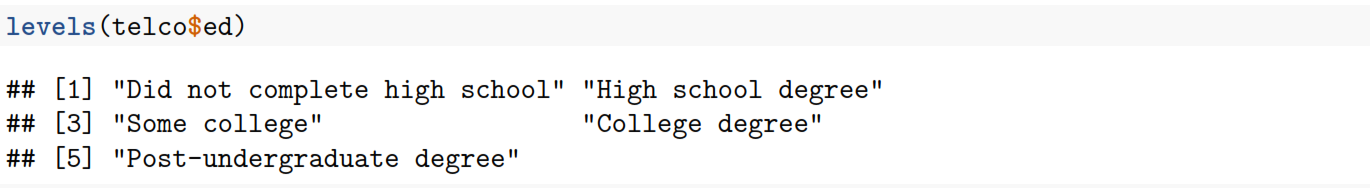 levels(telco$ed)
## [1] "Did not complete high school" "High school degree"
## [3] "Some college"                 "College degree"
## [5] "Post-undergraduate degree"